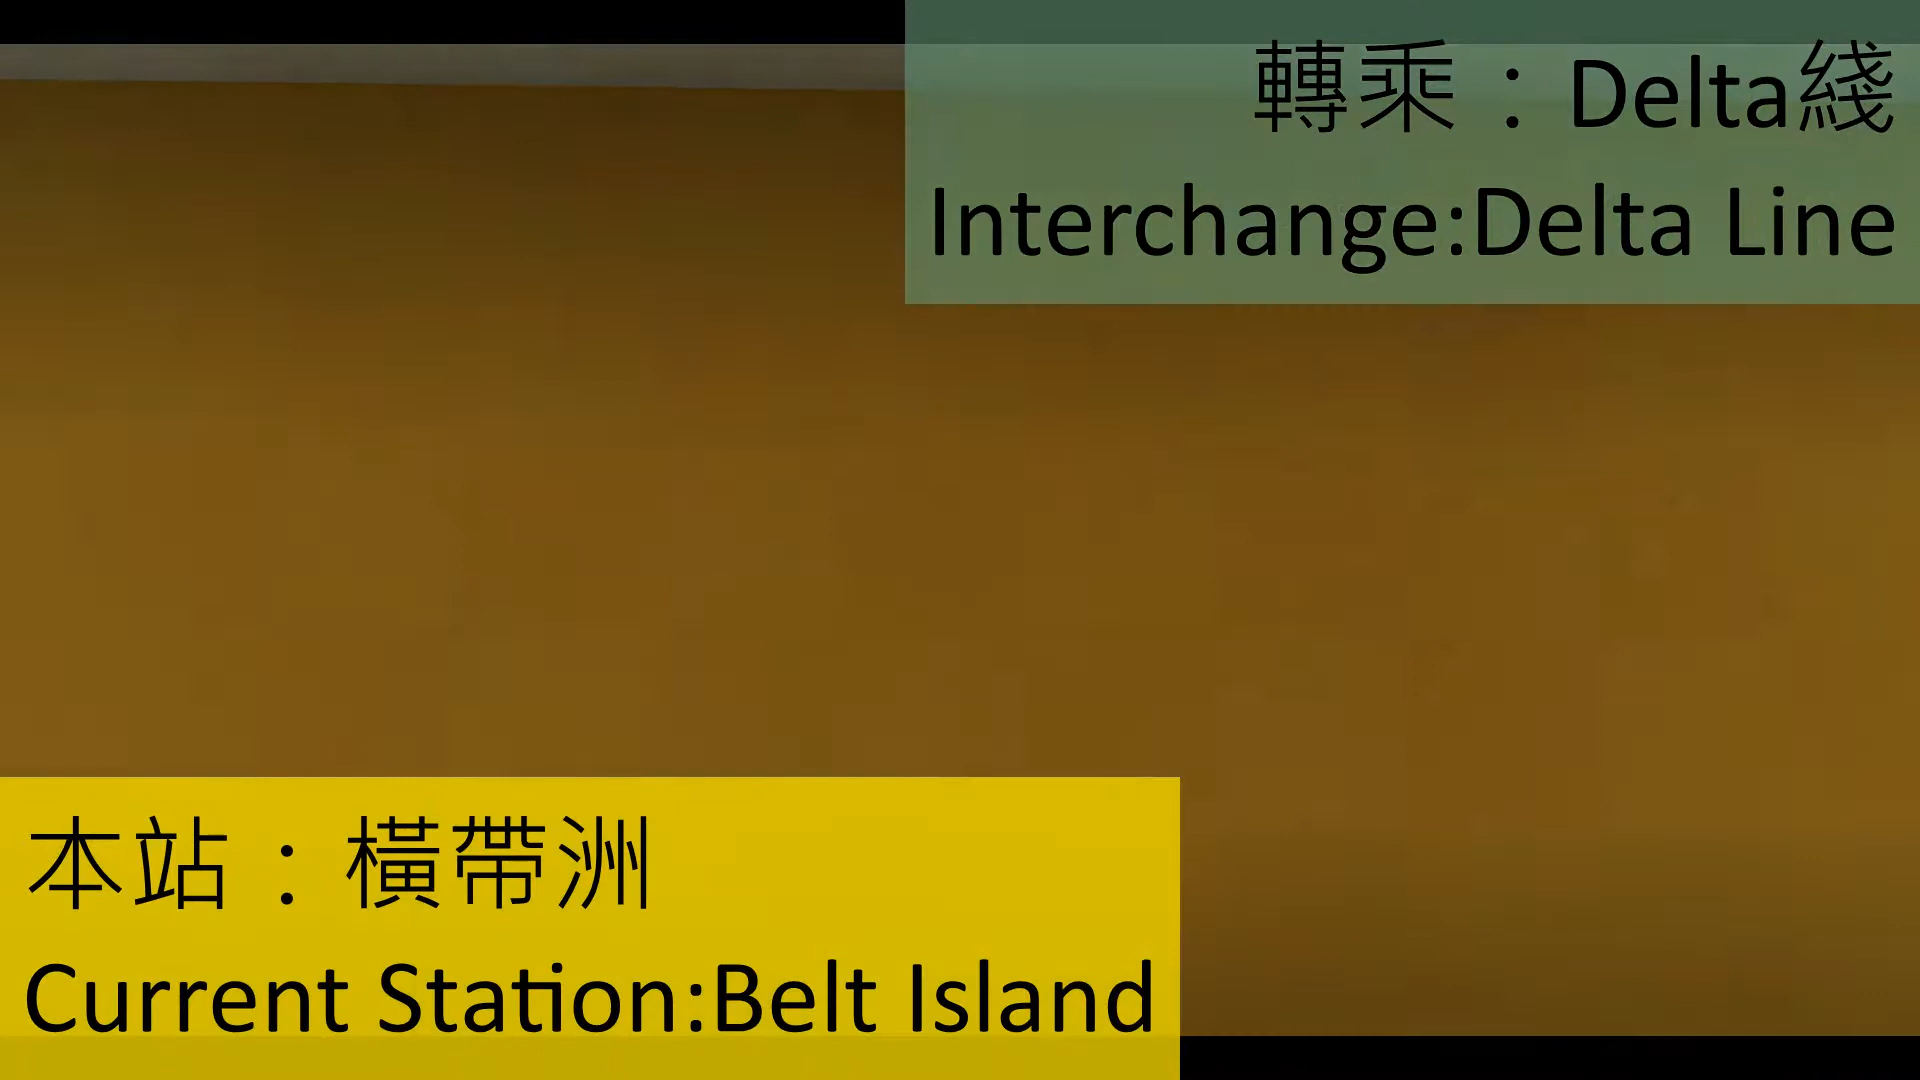 轉乘：Delta綫
Interchange:Delta Line
本站：橫帶洲
Current Station:Belt Island